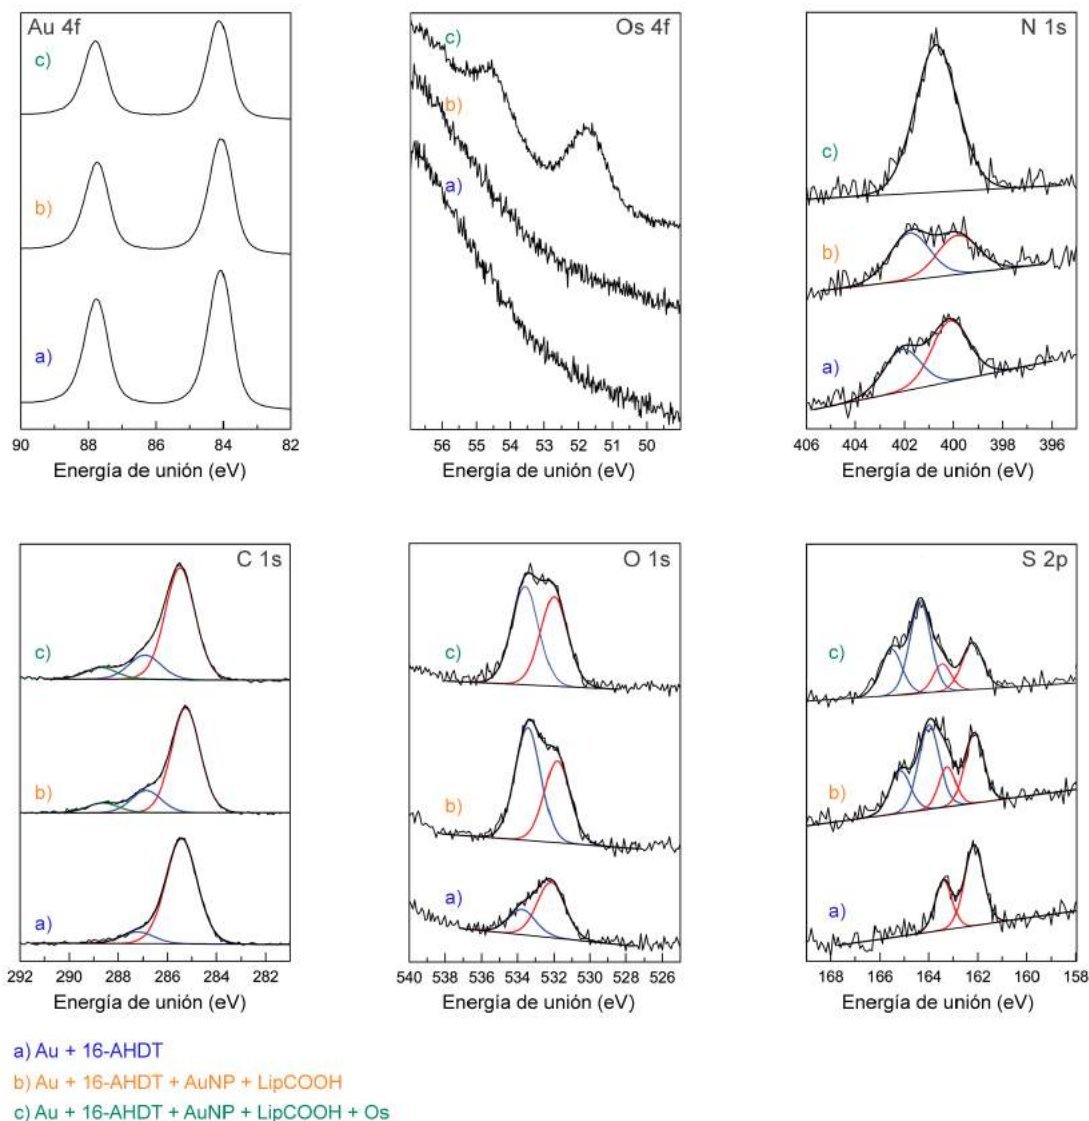 Au 4f
c)
b)
a)
90 88 86 84 82
Energía de unión (eV)
Os 4f
c)
b)
a)
56 55 54 53 52 51 50
Energía de unión (eV)
N 1s
c)
b)
a)
406 404 402 400 398 396
Energía de unión (eV)
C 1s
c)
b)
a)
292 290 288 286 284 282
Energía de unión (eV)
O 1s
c)
b)
a)
540 538 536 534 532 530 528 526
Energía de unión (eV)
S 2p
c)
b)
a)
168 166 164 162 160 158
Energía de unión (eV)
a) Au + 16-AHDT
b) Au + 16-AHDT + AuNP + LipCOOH
c) Au + 16-AHDT + AuNP + LipCOOH + Os